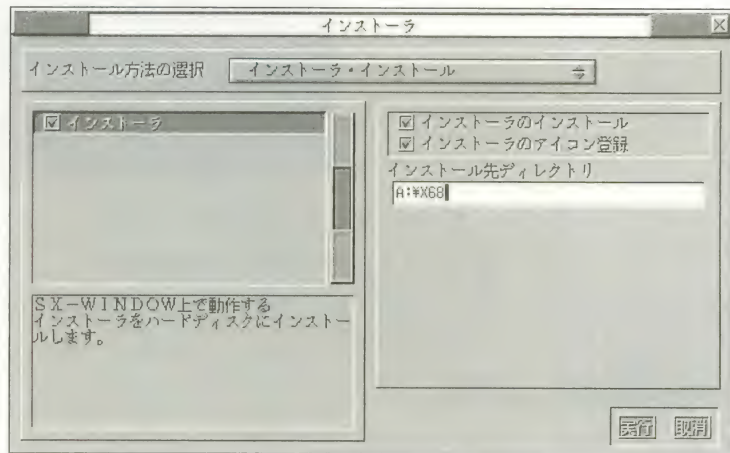 インストーラ
インストール方法の選択
インストーラ・インストール
インストーラ
インストーラのインストール
インストーラのアイコン登録
インストール先ディレクトリ
A:¥X68
SX-WINDOW上で動作する
インストーラをハードディスクにインストー
ルします。
実行 取消